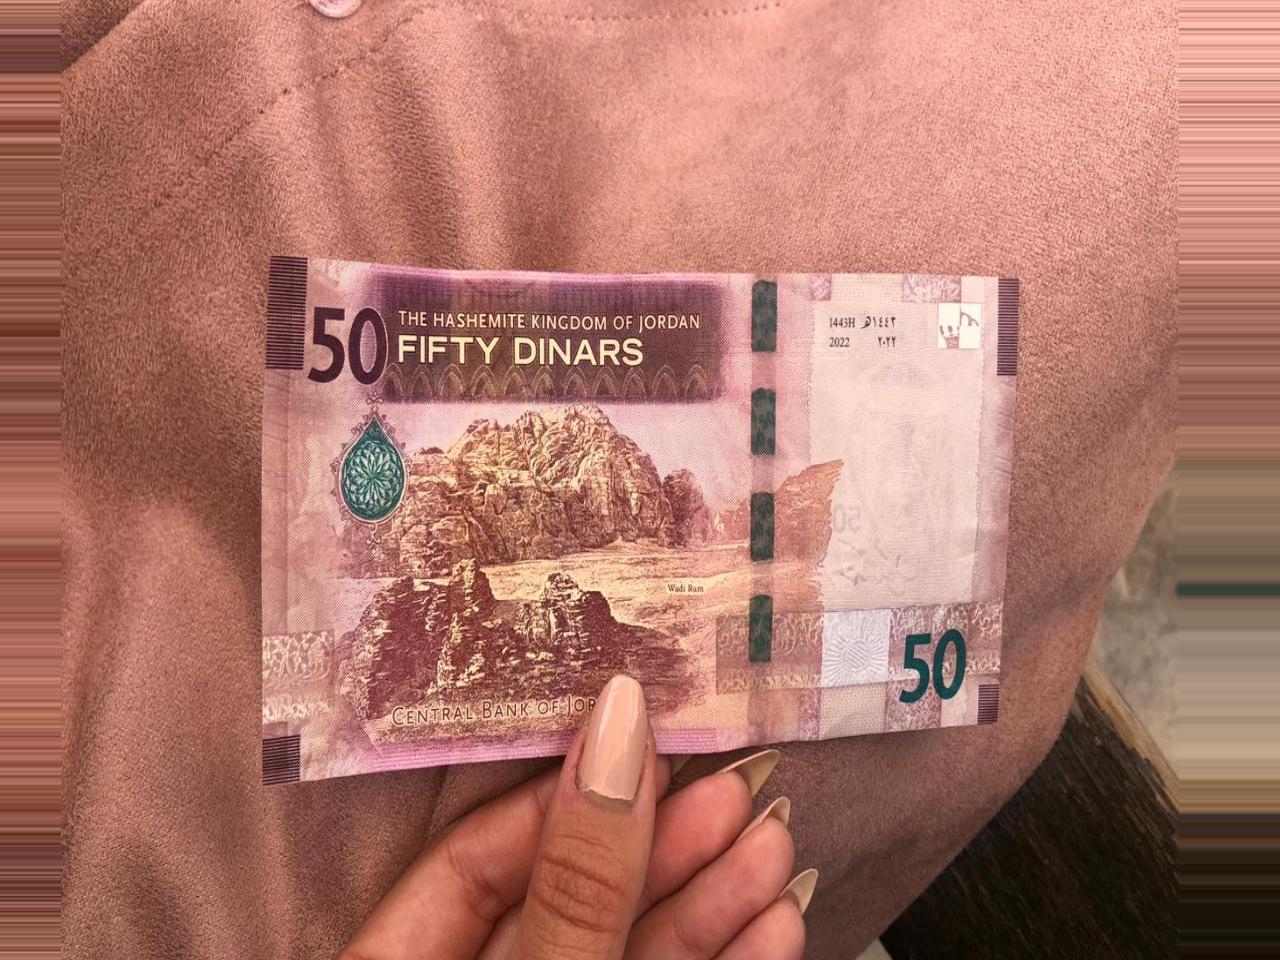 50
THE HASHEMITE KINGDOM OF JORDAN
FIFTY DINARS
1443H ١٤٤٣هـ
2022 ٢٠٢٢
Wadi Rum
CENTRAL BANK OF JOR
50